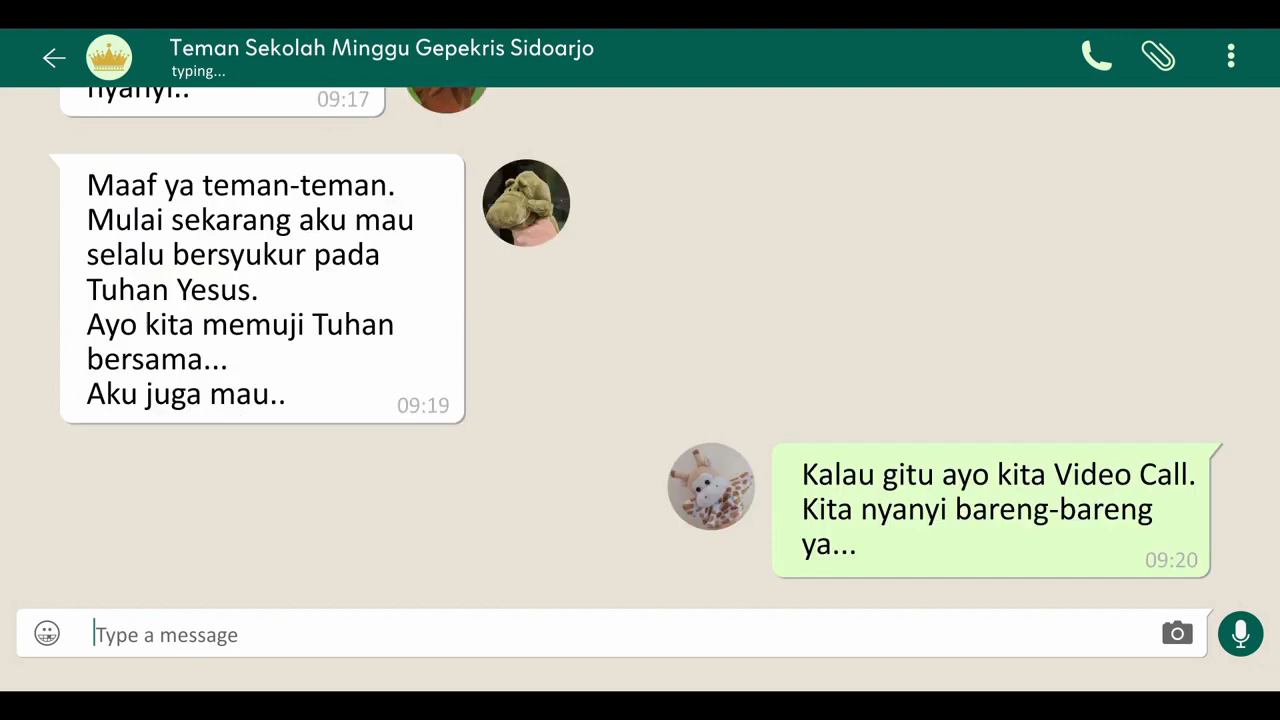 Teman Sekolah Minggu Gepekris Sidoarjo
typing...
nyanyi..
09:17
Maaf ya teman-teman.
Mulai sekarang aku mau
selalu bersyukur pada
Tuhan Yesus.
Ayo kita memuji Tuhan
bersama...
Aku juga mau..
09:19
Kalau gitu ayo kita Video Call.
Kita nyanyi bareng-bareng
ya...
09:20
Type a message